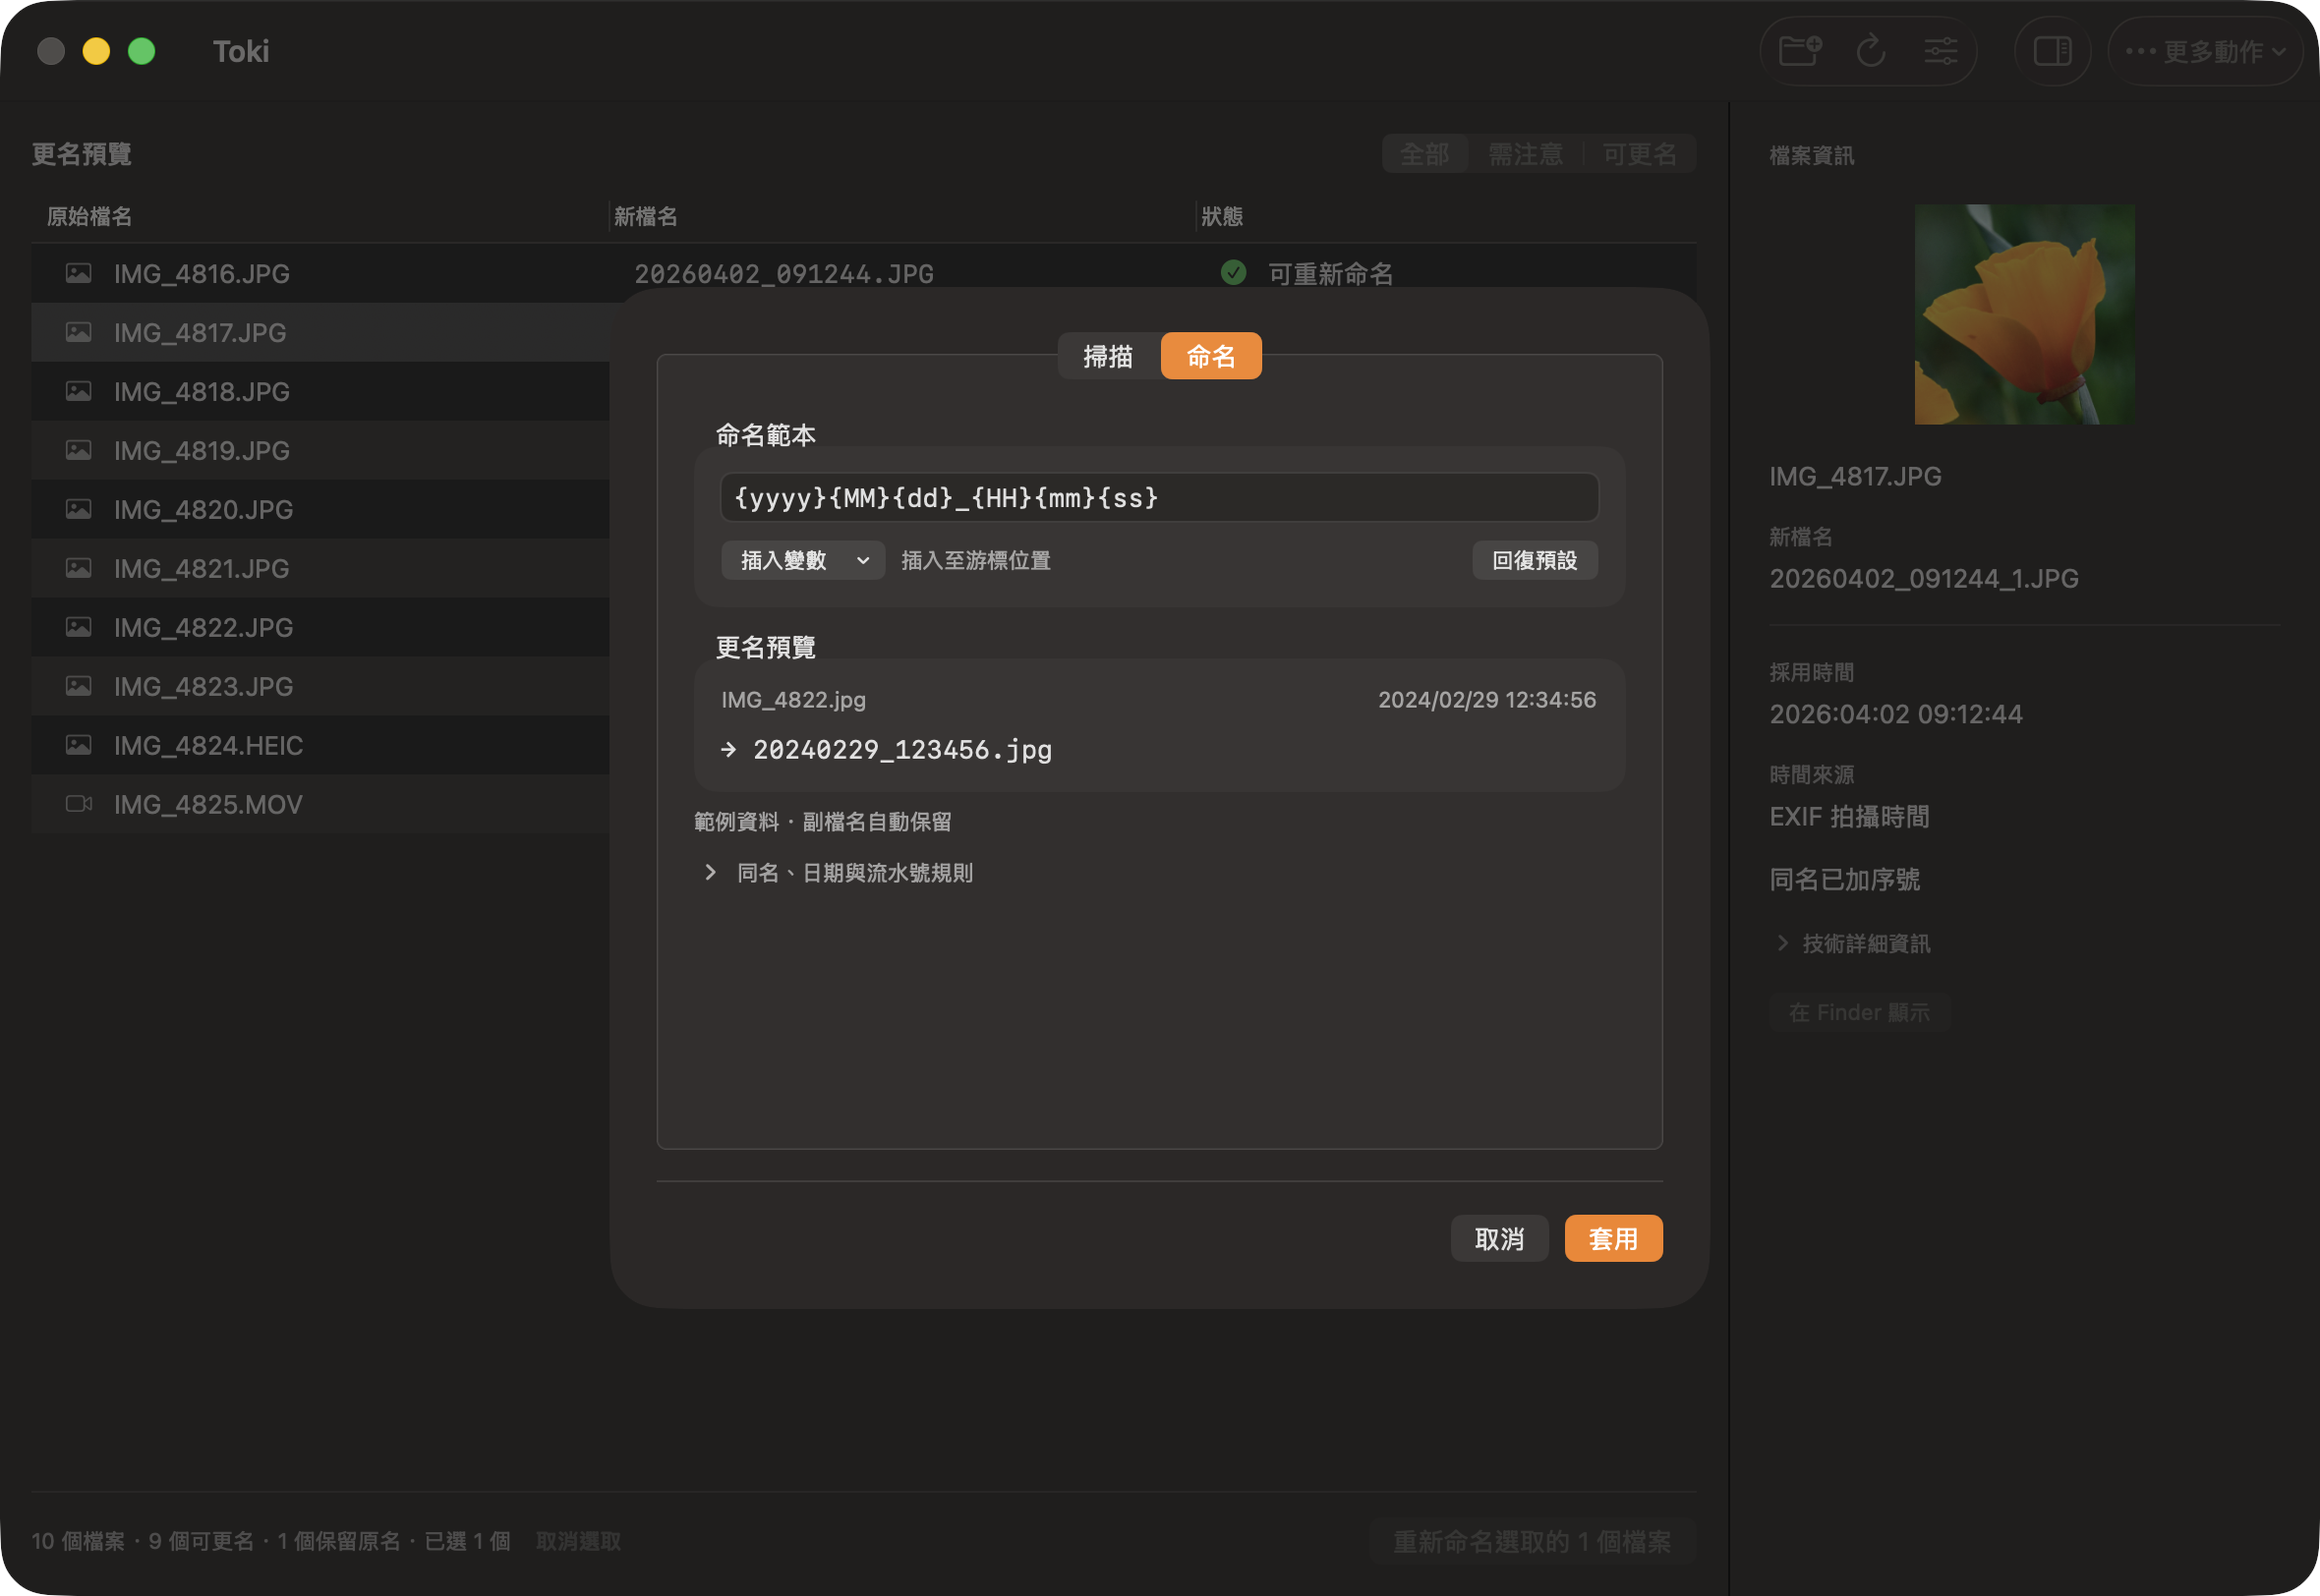 Toki
更多動作
更名預覽
全部 需注意 可更名
原始檔名 新檔名 狀態
IMG_4816.JPG 20260402_091244.JPG 可重新命名
IMG_4817.JPG
IMG_4818.JPG
IMG_4819.JPG
IMG_4820.JPG
IMG_4821.JPG
IMG_4822.JPG
IMG_4823.JPG
IMG_4824.HEIC
IMG_4825.MOV
掃描 命名
命名範本
{yyyy}{MM}{dd}_{HH}{mm}{ss}
插入變數 插入至游標位置 回復預設
更名預覽
IMG_4822.jpg 2024/02/29 12:34:56
→ 20240229_123456.jpg
範例資料・副檔名自動保留
同名、日期與流水號規則
取消 套用
檔案資訊
IMG_4817.JPG
新檔名
20260402_091244_1.JPG
採用時間
2026:04:02 09:12:44
時間來源
EXIF 拍攝時間
同名已加序號
技術詳細資訊
在 Finder 顯示
10 個檔案・9 個可更名・1 個保留原名・已選 1 個 取消選取
重新命名選取的 1 個檔案